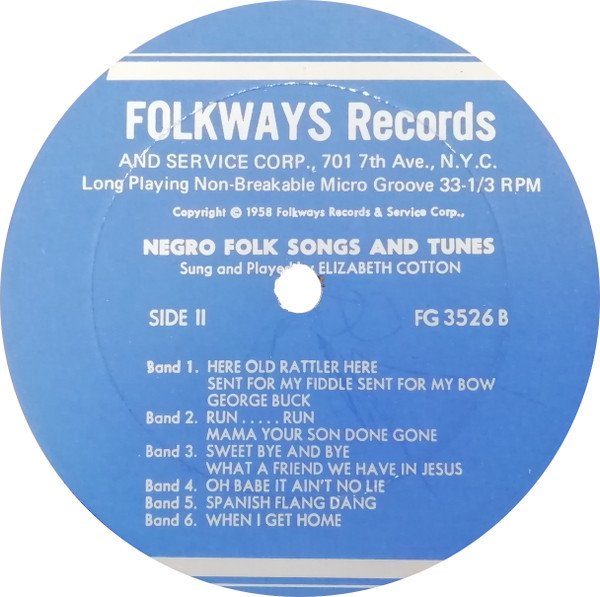 FOLKWAYS Records
AND SERVICE CORP., 701 7th Ave., N.Y.C.
Long Playing Non-Breakable Micro Groove 33-1/3 RPM
Copyright © 1958 Folkways Records & Service Corp.,
NEGRO FOLK SONGS AND TUNES
Sung and Played by ELIZABETH COTTON
SIDE II FG 3526 B
Band 1. HERE OLD RATTLER HERE
SENT FOR MY FIDDLE SENT FOR MY BOW
GEORGE BUCK
Band 2. RUN . . . . . RUN
MAMA YOUR SON DONE GONE
Band 3. SWEET BYE AND BYE
WHAT A FRIEND WE HAVE IN JESUS
Band 4. OH BABE IT AIN'T NO LIE
Band 5. SPANISH FLANG DANG
Band 6. WHEN I GET HOME